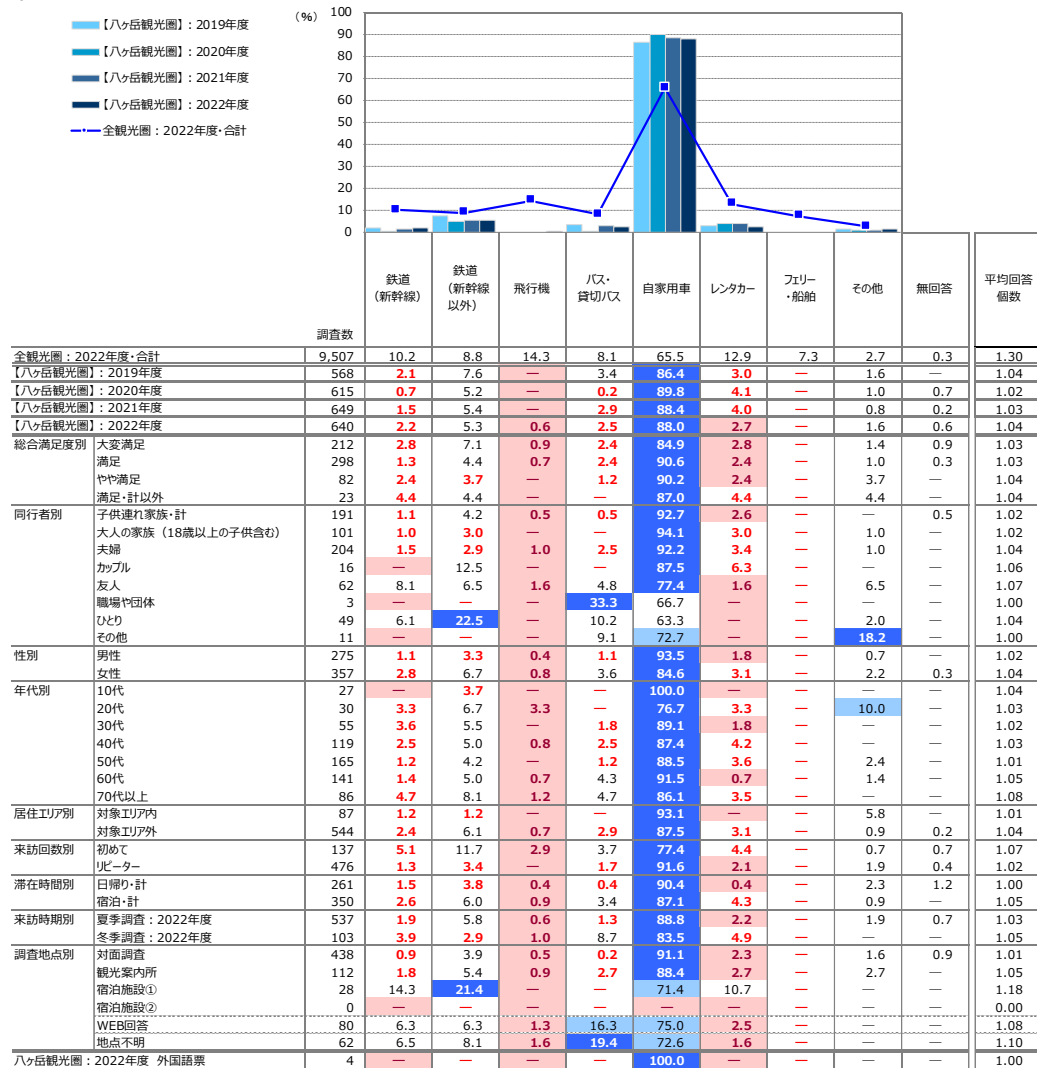 【八ヶ岳観光圏】：2019年度
【八ヶ岳観光圏】：2020年度
【八ヶ岳観光圏】：2021年度
【八ヶ岳観光圏】：2022年度
全観光圏：2022年度・合計
(%)
100
90
80
70
60
50
40
30
20
10
0
調査数 鉄道（新幹線） 鉄道（新幹線以外） 飛行機 バス・貸切バス 自家用車 レンタカー フェリー・船舶 その他 無回答 平均回答個数
全観光圏：2022年度・合計 9,507 10.2 8.8 14.3 8.1 65.5 12.9 7.3 2.7 0.3 1.30
【八ヶ岳観光圏】：2019年度 568 2.1 7.6 — 3.4 86.4 3.0 — 1.6 — 1.04
【八ヶ岳観光圏】：2020年度 615 0.7 5.2 — 0.2 89.8 4.1 — 1.0 0.7 1.02
【八ヶ岳観光圏】：2021年度 649 1.5 5.4 — 2.9 88.4 4.0 — 0.8 0.2 1.03
【八ヶ岳観光圏】：2022年度 640 2.2 5.3 0.6 2.5 88.0 2.7 — 1.6 0.6 1.04
総合満足度別 大変満足 212 2.8 7.1 0.9 2.4 84.9 2.8 — 1.4 0.9 1.03
満足 298 1.3 4.4 0.7 2.4 90.6 2.4 — 1.0 0.3 1.03
やや満足 82 2.4 3.7 — 1.2 90.2 2.4 — 3.7 — 1.04
満足・計以外 23 4.4 4.4 — — 87.0 4.4 — 4.4 — 1.04
同行者別 子供連れ家族・計 191 1.1 4.2 0.5 0.5 92.7 2.6 — — 0.5 1.02
大人の家族（18歳以上の子供含む） 101 1.0 3.0 — — 94.1 3.0 — 1.0 — 1.02
夫婦 204 1.5 2.9 1.0 2.5 92.2 3.4 — 1.0 — 1.04
カップル 16 — 12.5 — — 87.5 6.3 — — — 1.06
友人 62 8.1 6.5 1.6 4.8 77.4 1.6 — 6.5 — 1.07
職場や団体 3 — — — 33.3 66.7 — — — — 1.00
ひとり 49 6.1 22.5 — 10.2 63.3 — — 2.0 — 1.04
その他 11 — — — 9.1 72.7 — — 18.2 — 1.00
性別 男性 275 1.1 3.3 0.4 1.1 93.5 1.8 — 0.7 — 1.02
女性 357 2.8 6.7 0.8 3.6 84.6 3.1 — 2.2 0.3 1.04
年代別 10代 27 — 3.7 — — 100.0 — — — — 1.04
20代 30 3.3 6.7 3.3 — 76.7 3.3 — 10.0 — 1.03
30代 55 3.6 5.5 — 1.8 89.1 1.8 — — — 1.02
40代 119 2.5 5.0 0.8 2.5 87.4 4.2 — — — 1.03
50代 165 1.2 4.2 — 1.2 88.5 3.6 — 2.4 — 1.01
60代 141 1.4 5.0 0.7 4.3 91.5 0.7 — 1.4 — 1.05
70代以上 86 4.7 8.1 1.2 4.7 86.1 3.5 — — — 1.08
居住エリア別 対象エリア内 87 1.2 1.2 — — 93.1 — — 5.8 — 1.01
対象エリア外 544 2.4 6.1 0.7 2.9 87.5 3.1 — 0.9 0.2 1.04
来訪回数別 初めて 137 5.1 11.7 2.9 3.7 77.4 4.4 — 0.7 0.7 1.07
リピーター 476 1.3 3.4 — 1.7 91.6 2.1 — 1.9 0.4 1.02
滞在時間別 日帰り・計 261 1.5 3.8 0.4 0.4 90.4 0.4 — 2.3 1.2 1.00
宿泊・計 350 2.6 6.0 0.9 3.4 87.1 4.3 — 0.9 — 1.05
来訪時期別 夏季調査：2022年度 537 1.9 5.8 0.6 1.3 88.8 2.2 — 1.9 0.7 1.03
冬季調査：2022年度 103 3.9 2.9 1.0 8.7 83.5 4.9 — — — 1.05
調査地点別 対面調査 438 0.9 3.9 0.5 0.2 91.1 2.3 — 1.6 0.9 1.01
観光案内所 112 1.8 5.4 0.9 2.7 88.4 2.7 — 2.7 — 1.05
宿泊施設① 28 14.3 21.4 — — 71.4 10.7 — — — 1.18
宿泊施設② 0 — — — — — — — — — 0.00
WEB回答 80 6.3 6.3 1.3 16.3 75.0 2.5 — — — 1.08
地点不明 62 6.5 8.1 1.6 19.4 72.6 1.6 — — — 1.10
八ヶ岳観光圏：2022年度 外国語票 4 — — — — 100.0 — — — — 1.00